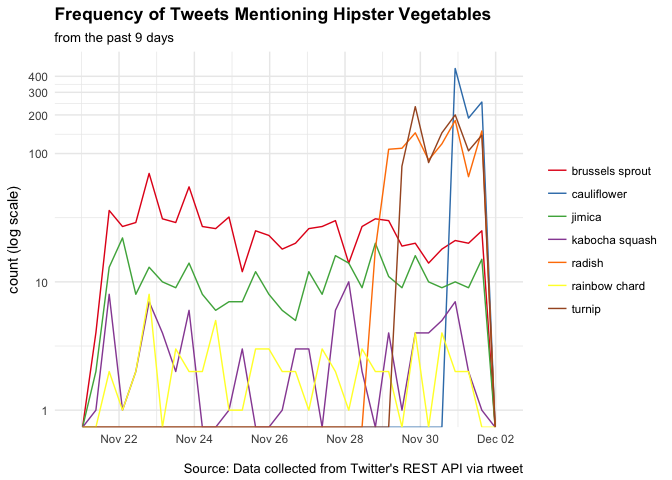 Frequency of Tweets Mentioning Hipster Vegetables
from the past 9 days
count (log scale)
400
300
200
100
10
1
Nov 22
Nov 24
Nov 26
Nov 28
Nov 30
Dec 02
brussels sprout
cauliflower
jimica
kabocha squash
radish
rainbow chard
turnip
Source: Data collected from Twitter's REST API via rtweet